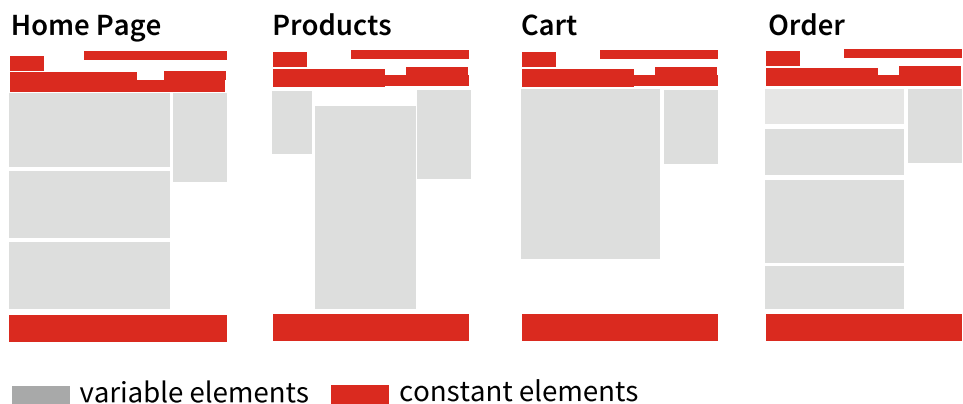 Home Page
Products
Cart
Order
variable elements
constant elements